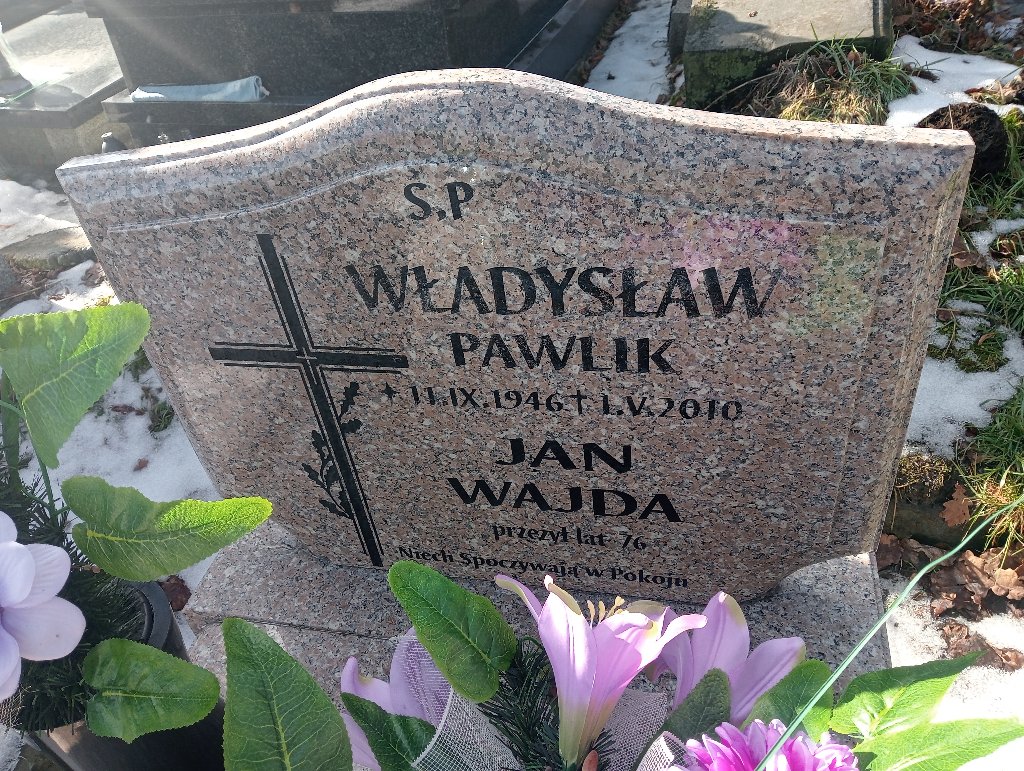 S,P
WŁADYSŁAW
PAWLIK
✦ 11.IX.1946 † 1.V.2010
JAN
WAJDA
przeżył lat 76
Niech Spoczywają w Pokoju